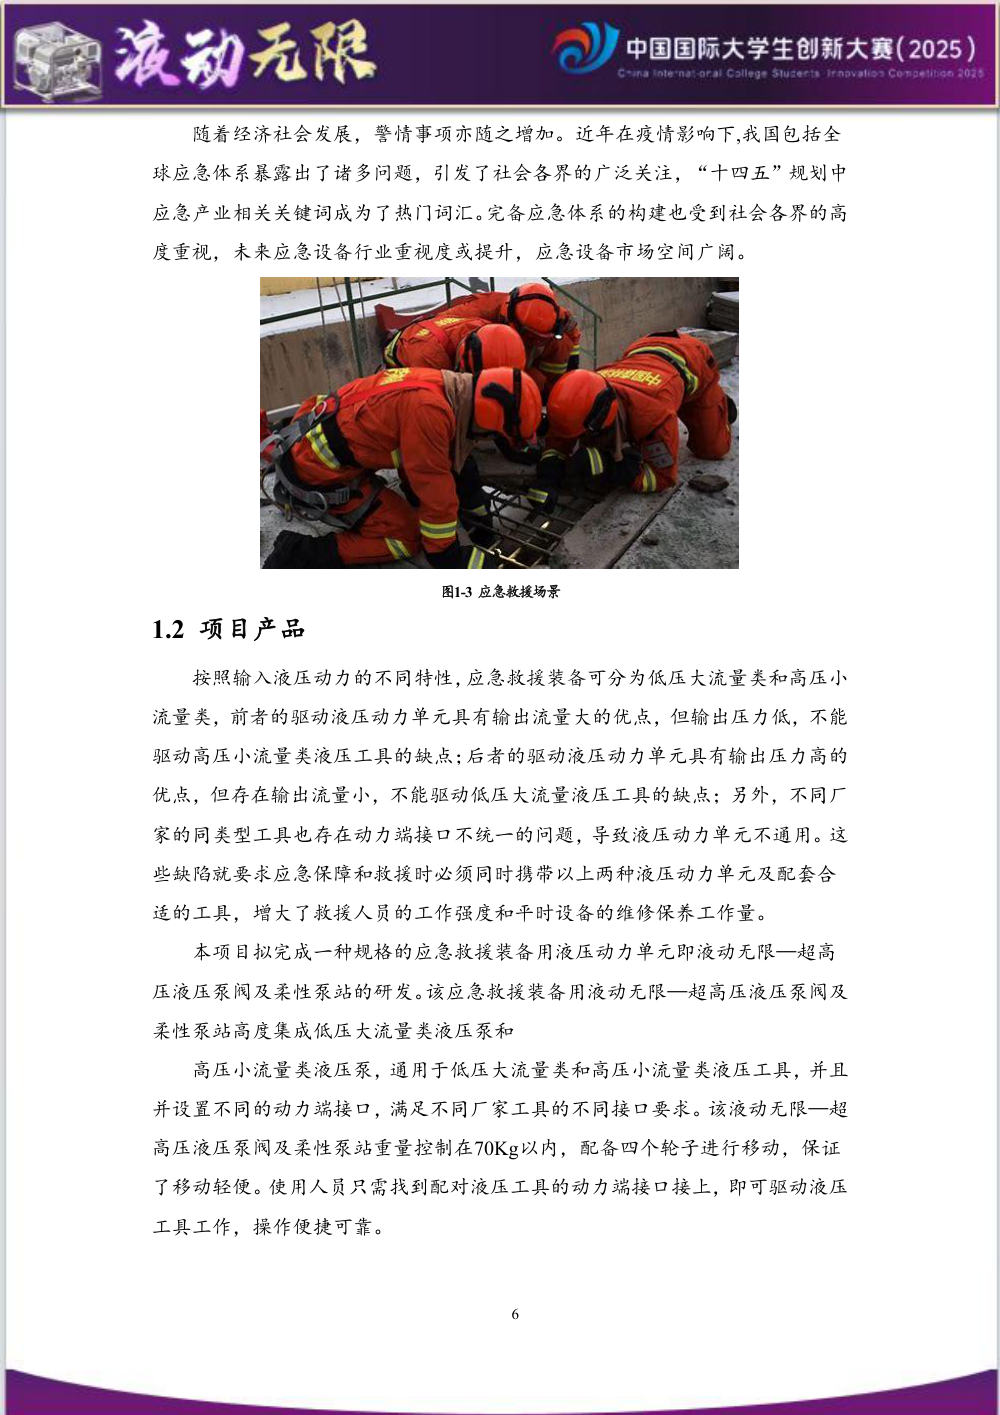 液动无限
中国国际大学生创新大赛(2025)
China International College Students Innovation Competition 2025
随着经济社会发展，警情事项亦随之增加。近年在疫情影响下,我国包括全
球应急体系暴露出了诸多问题，引发了社会各界的广泛关注，“十四五”规划中
应急产业相关关键词成为了热门词汇。完备应急体系的构建也受到社会各界的高
度重视，未来应急设备行业重视度或提升，应急设备市场空间广阔。
图1-3 应急救援场景
1.2 项目产品
按照输入液压动力的不同特性,应急救援装备可分为低压大流量类和高压小
流量类，前者的驱动液压动力单元具有输出流量大的优点，但输出压力低，不能
驱动高压小流量类液压工具的缺点；后者的驱动液压动力单元具有输出压力高的
优点，但存在输出流量小，不能驱动低压大流量液压工具的缺点；另外，不同厂
家的同类型工具也存在动力端接口不统一的问题，导致液压动力单元不通用。这
些缺陷就要求应急保障和救援时必须同时携带以上两种液压动力单元及配套合
适的工具，增大了救援人员的工作强度和平时设备的维修保养工作量。
本项目拟完成一种规格的应急救援装备用液压动力单元即液动无限—超高
压液压泵阀及柔性泵站的研发。该应急救援装备用液动无限—超高压液压泵阀及
柔性泵站高度集成低压大流量类液压泵和
高压小流量类液压泵，通用于低压大流量类和高压小流量类液压工具，并且
并设置不同的动力端接口，满足不同厂家工具的不同接口要求。该液动无限—超
高压液压泵阀及柔性泵站重量控制在70Kg以内，配备四个轮子进行移动，保证
了移动轻便。使用人员只需找到配对液压工具的动力端接口接上，即可驱动液压
工具工作，操作便捷可靠。
6